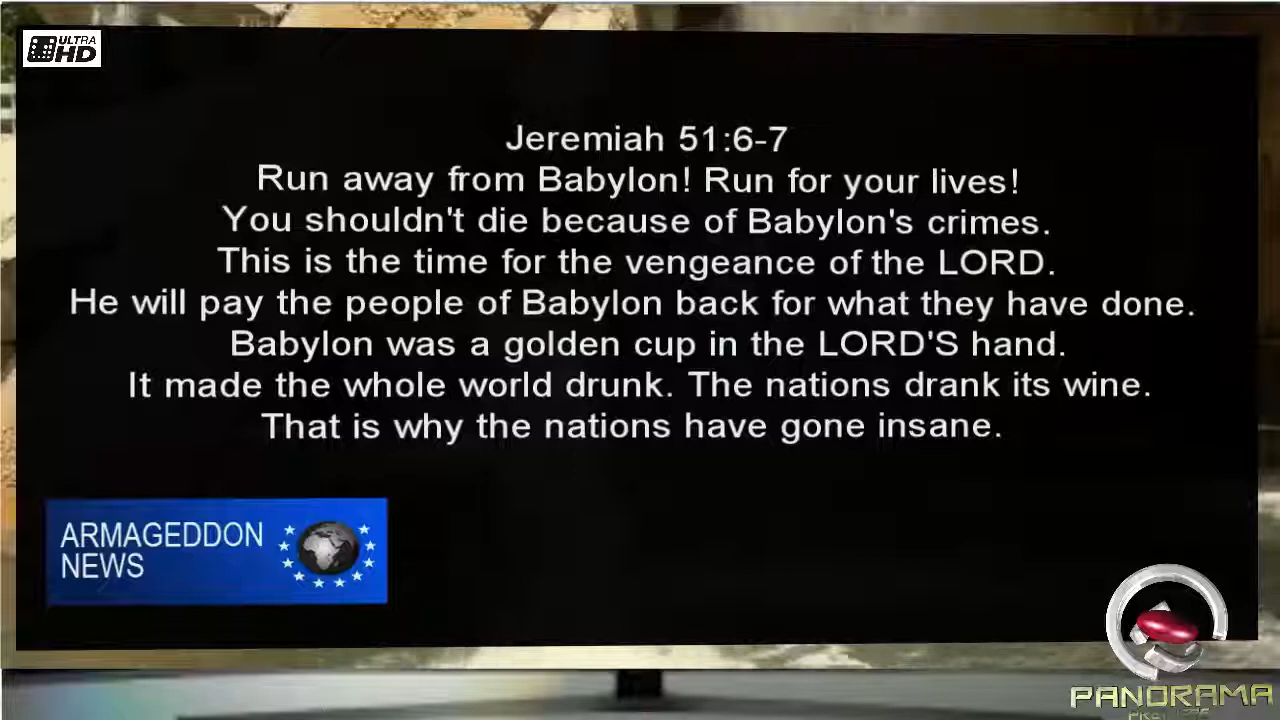 ULTRA
HD
Jeremiah 51:6-7
Run away from Babylon! Run for your lives!
You shouldn't die because of Babylon's crimes.
This is the time for the vengeance of the LORD.
He will pay the people of Babylon back for what they have done.
Babylon was a golden cup in the LORD'S hand.
It made the whole world drunk. The nations drank its wine.
That is why the nations have gone insane.
ARMAGEDDON
NEWS
PANORAMA